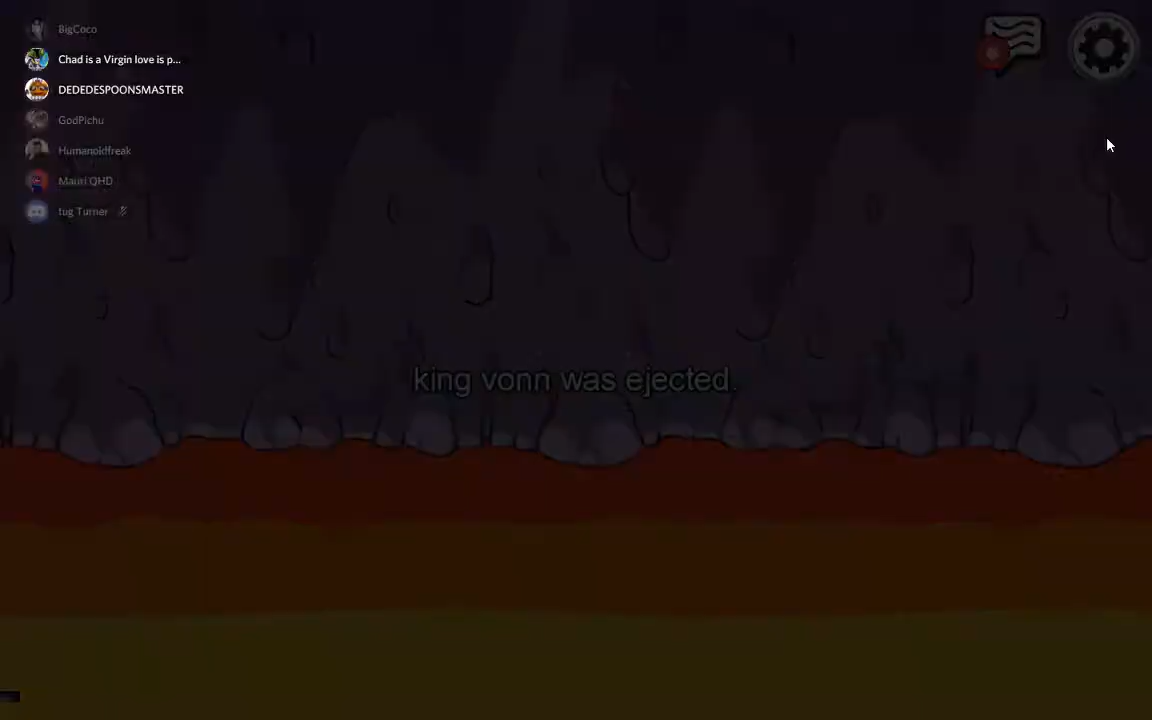 BigCoco
Chad is a Virgin love is p...
DEDEDESPOONSMASTER
GodPichu
Humanoidfreak
Mauri QHD
tug Turner
king vonn was ejected.